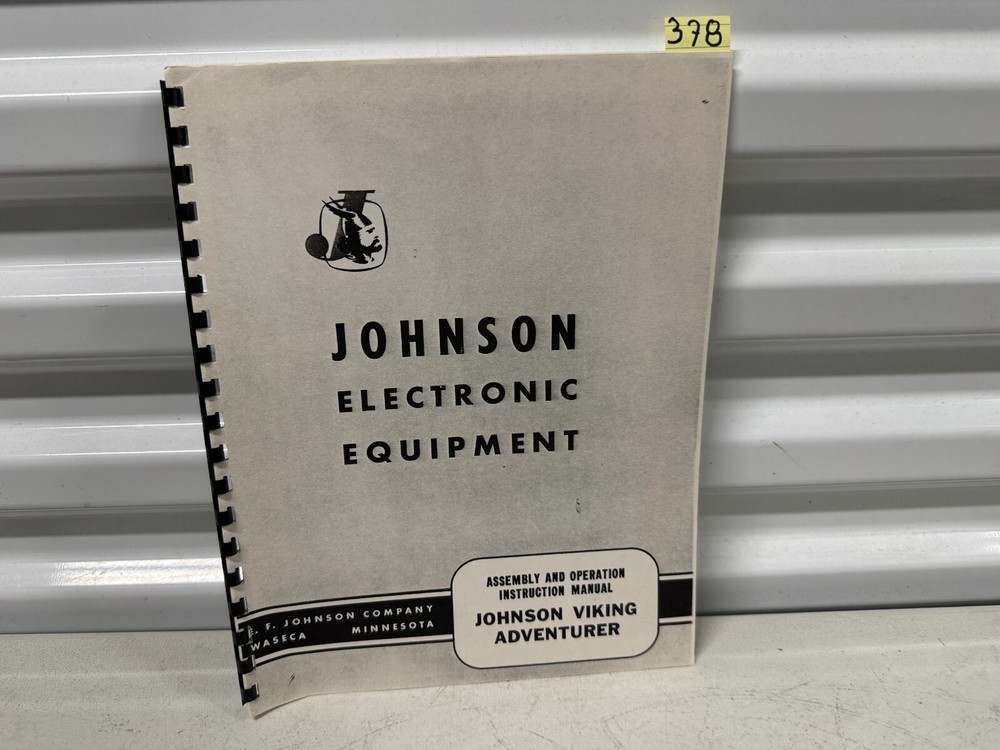 378
JOHNSON
ELECTRONIC
EQUIPMENT
ASSEMBLY AND OPERATION
INSTRUCTION MANUAL
JOHNSON VIKING
ADVENTURER
E. F. JOHNSON COMPANY
WASECA MINNESOTA